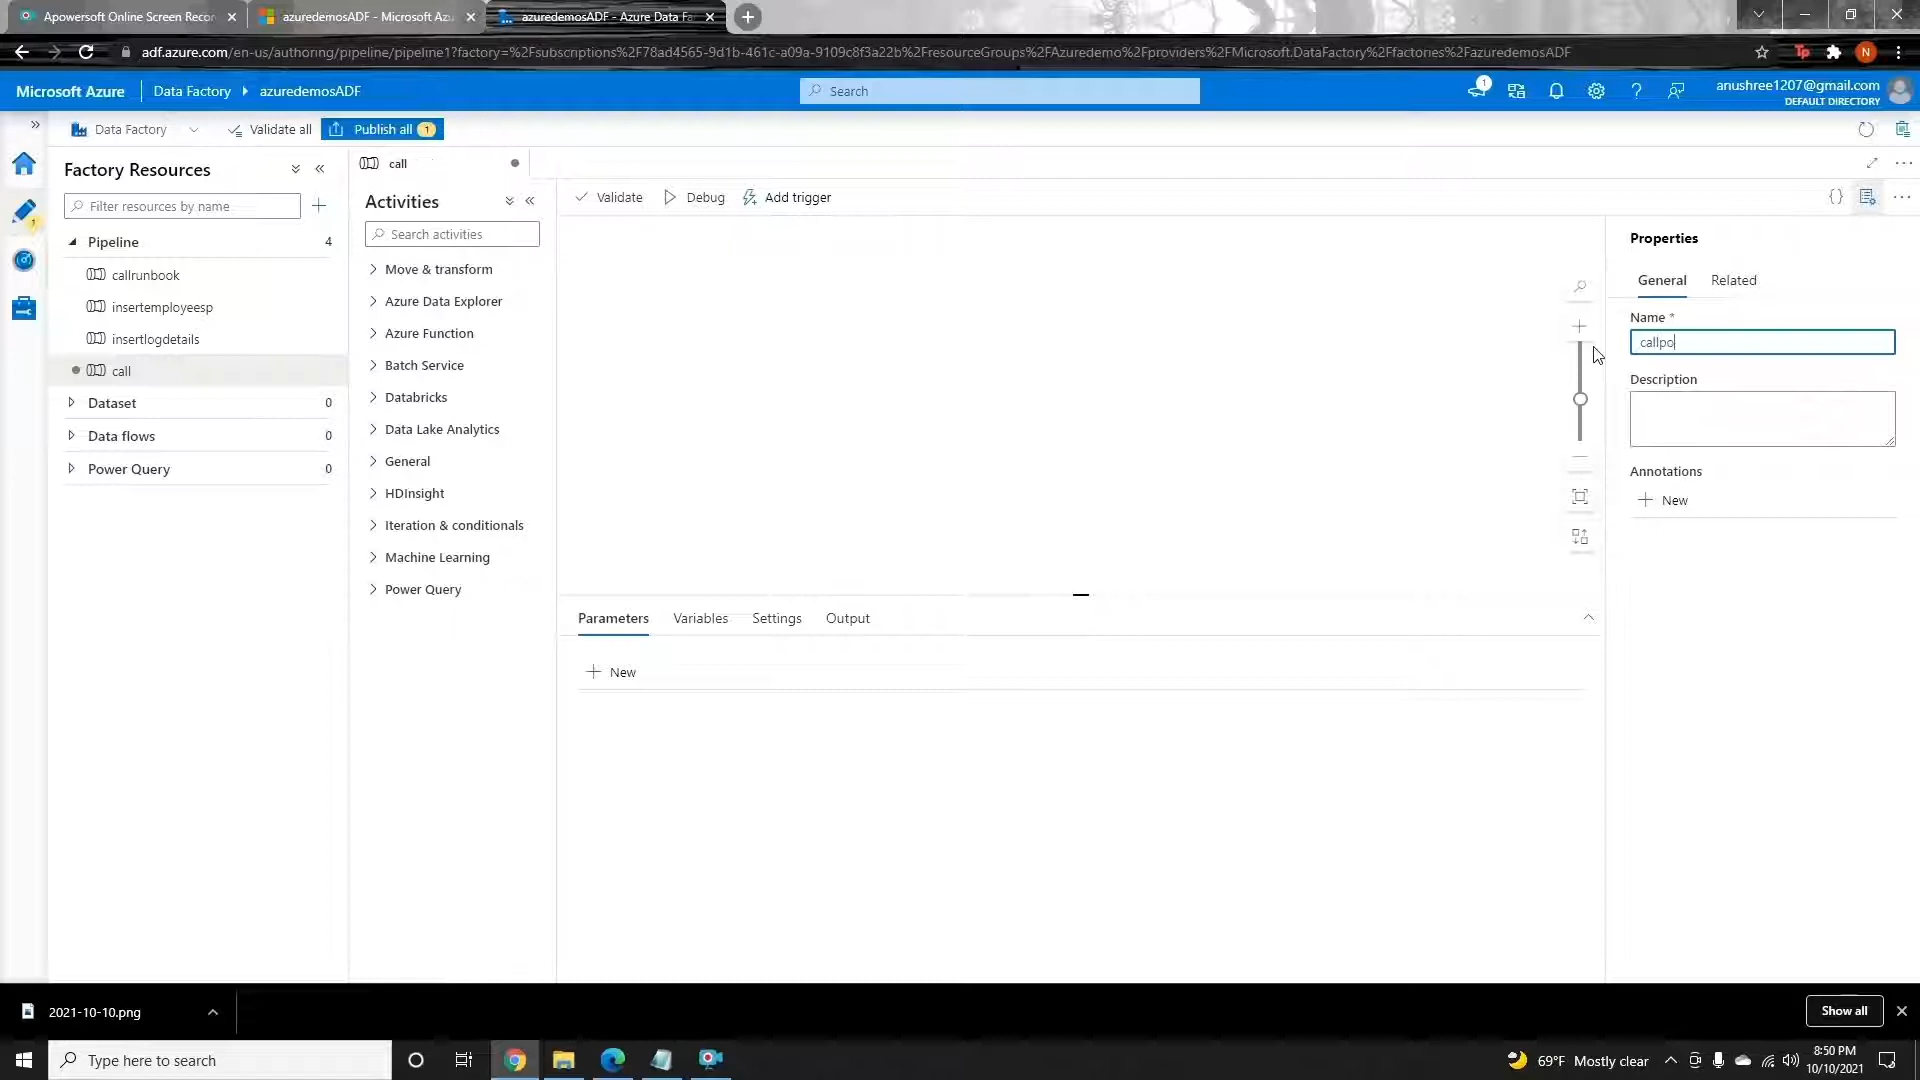 Apowersoft Online Screen Recor
azuredemosADF - Microsoft Azu
azuredemosADF - Azure Data Fa
adf.azure.com/en-us/authoring/pipeline/pipeline1?factory=%2Fsubscriptions%2F78ad4565-9d1b-461c-a09a-9109c8f3a22b%2FresourceGroups%2FAzuredemo%2Fproviders%2FMicrosoft.DataFactory%2Ffactories%2FazuredemosADF
Tp
N
Microsoft Azure
Data Factory
azuredemosADF
Search
1
anushree1207@gmail.com
DEFAULT DIRECTORY
Data Factory
Validate all
Publish all
1
Factory Resources
call
Filter resources by name
1
Pipeline
4
callrunbook
insertemployeesp
insertlogdetails
call
Dataset
0
Data flows
0
Power Query
0
Activities
Search activities
Move & transform
Azure Data Explorer
Azure Function
Batch Service
Databricks
Data Lake Analytics
General
HDInsight
Iteration & conditionals
Machine Learning
Power Query
Validate
Debug
Add trigger
{}
Parameters
Variables
Settings
Output
New
Properties
General
Related
Name *
callpo
Description
Annotations
New
2021-10-10.png
Show all
Type here to search
69°F Mostly clear
8:50 PM
10/10/2021